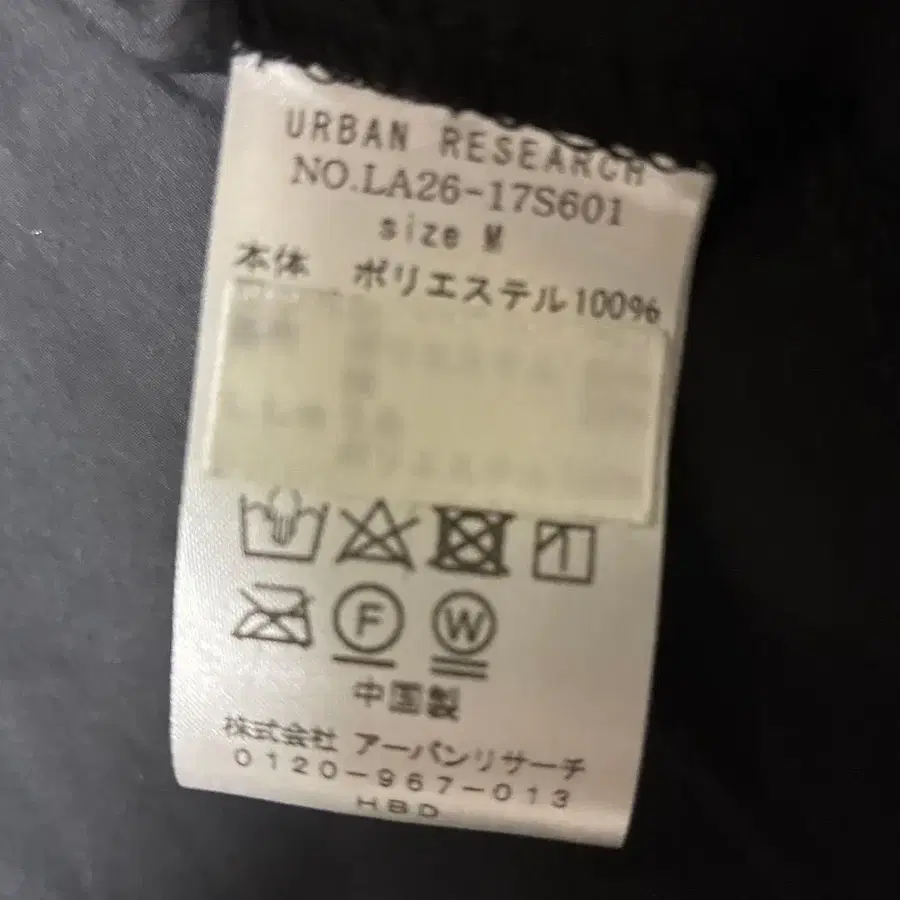 URBAN RESEARCH
NO.LA26-17S601
size M
本体 ポリエステル100%
F W
中国製
株式会社 アーバンリサーチ
0120-967-013
HBD